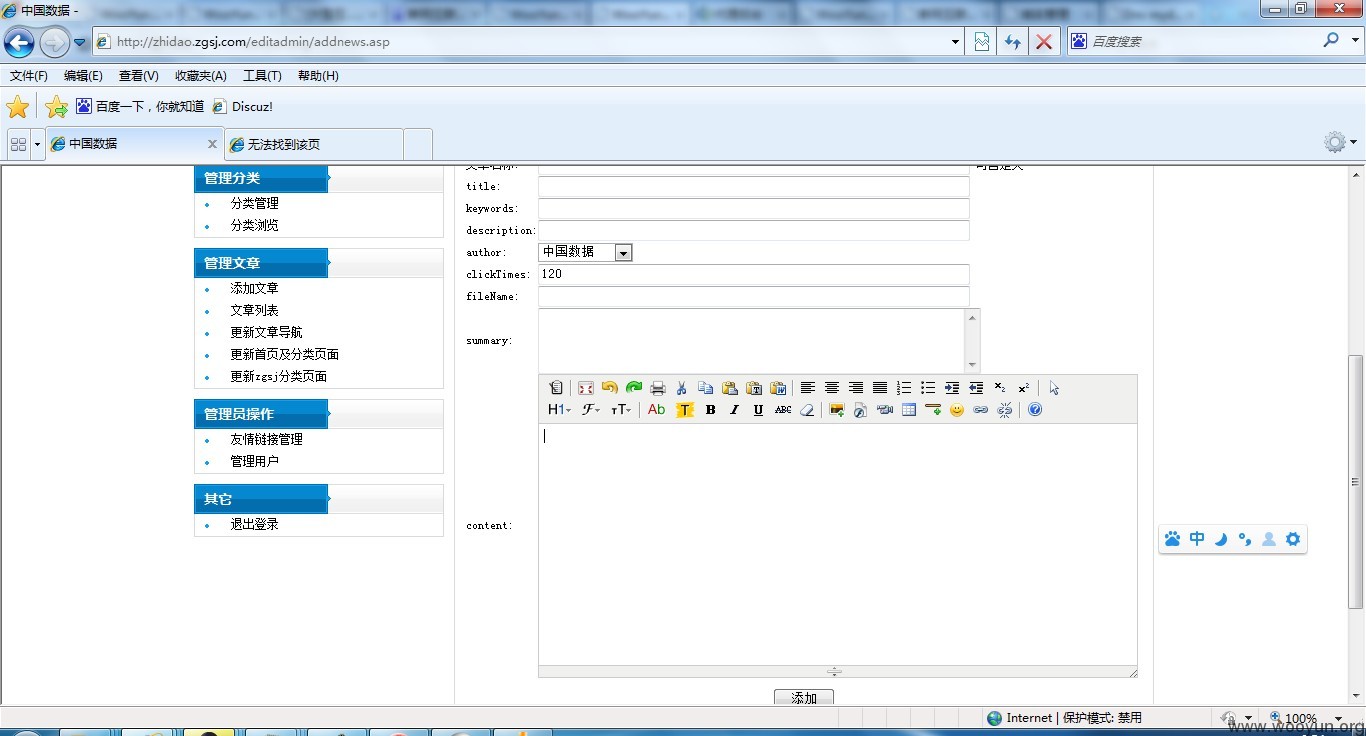 中国数据 -
http://zhidao.zgsj.com/editadmin/addnews.asp
百度搜索
文件(F) 编辑(E) 查看(V) 收藏夹(A) 工具(T) 帮助(H)
百度一下，你就知道 Discuz!
中国数据 x 无法找到该页
管理分类
分类管理
分类浏览
管理文章
添加文章
文章列表
更新文章导航
更新首页及分类页面
更新zgsj分类页面
管理员操作
友情链接管理
管理用户
其它
退出登录
title:
keywords:
description:
author: 中国数据
clickTimes: 120
fileName:
summary:
H1 F TT Ab T B I U ABC
content:
添加
中
Internet | 保护模式: 禁用
100%
www.wooyun.org